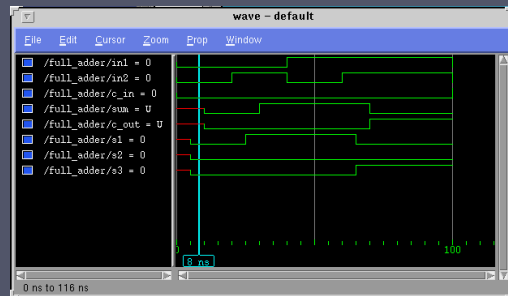 wave – default
File Edit Cursor Zoom Prop Window
/full_adder/in1 = 0
/full_adder/in2 = 0
/full_adder/c_in = 0
/full_adder/sum = U
/full_adder/c_out = U
/full_adder/s1 = 0
/full_adder/s2 = 0
/full_adder/s3 = 0
0 100
8 ns
0 ns to 116 ns